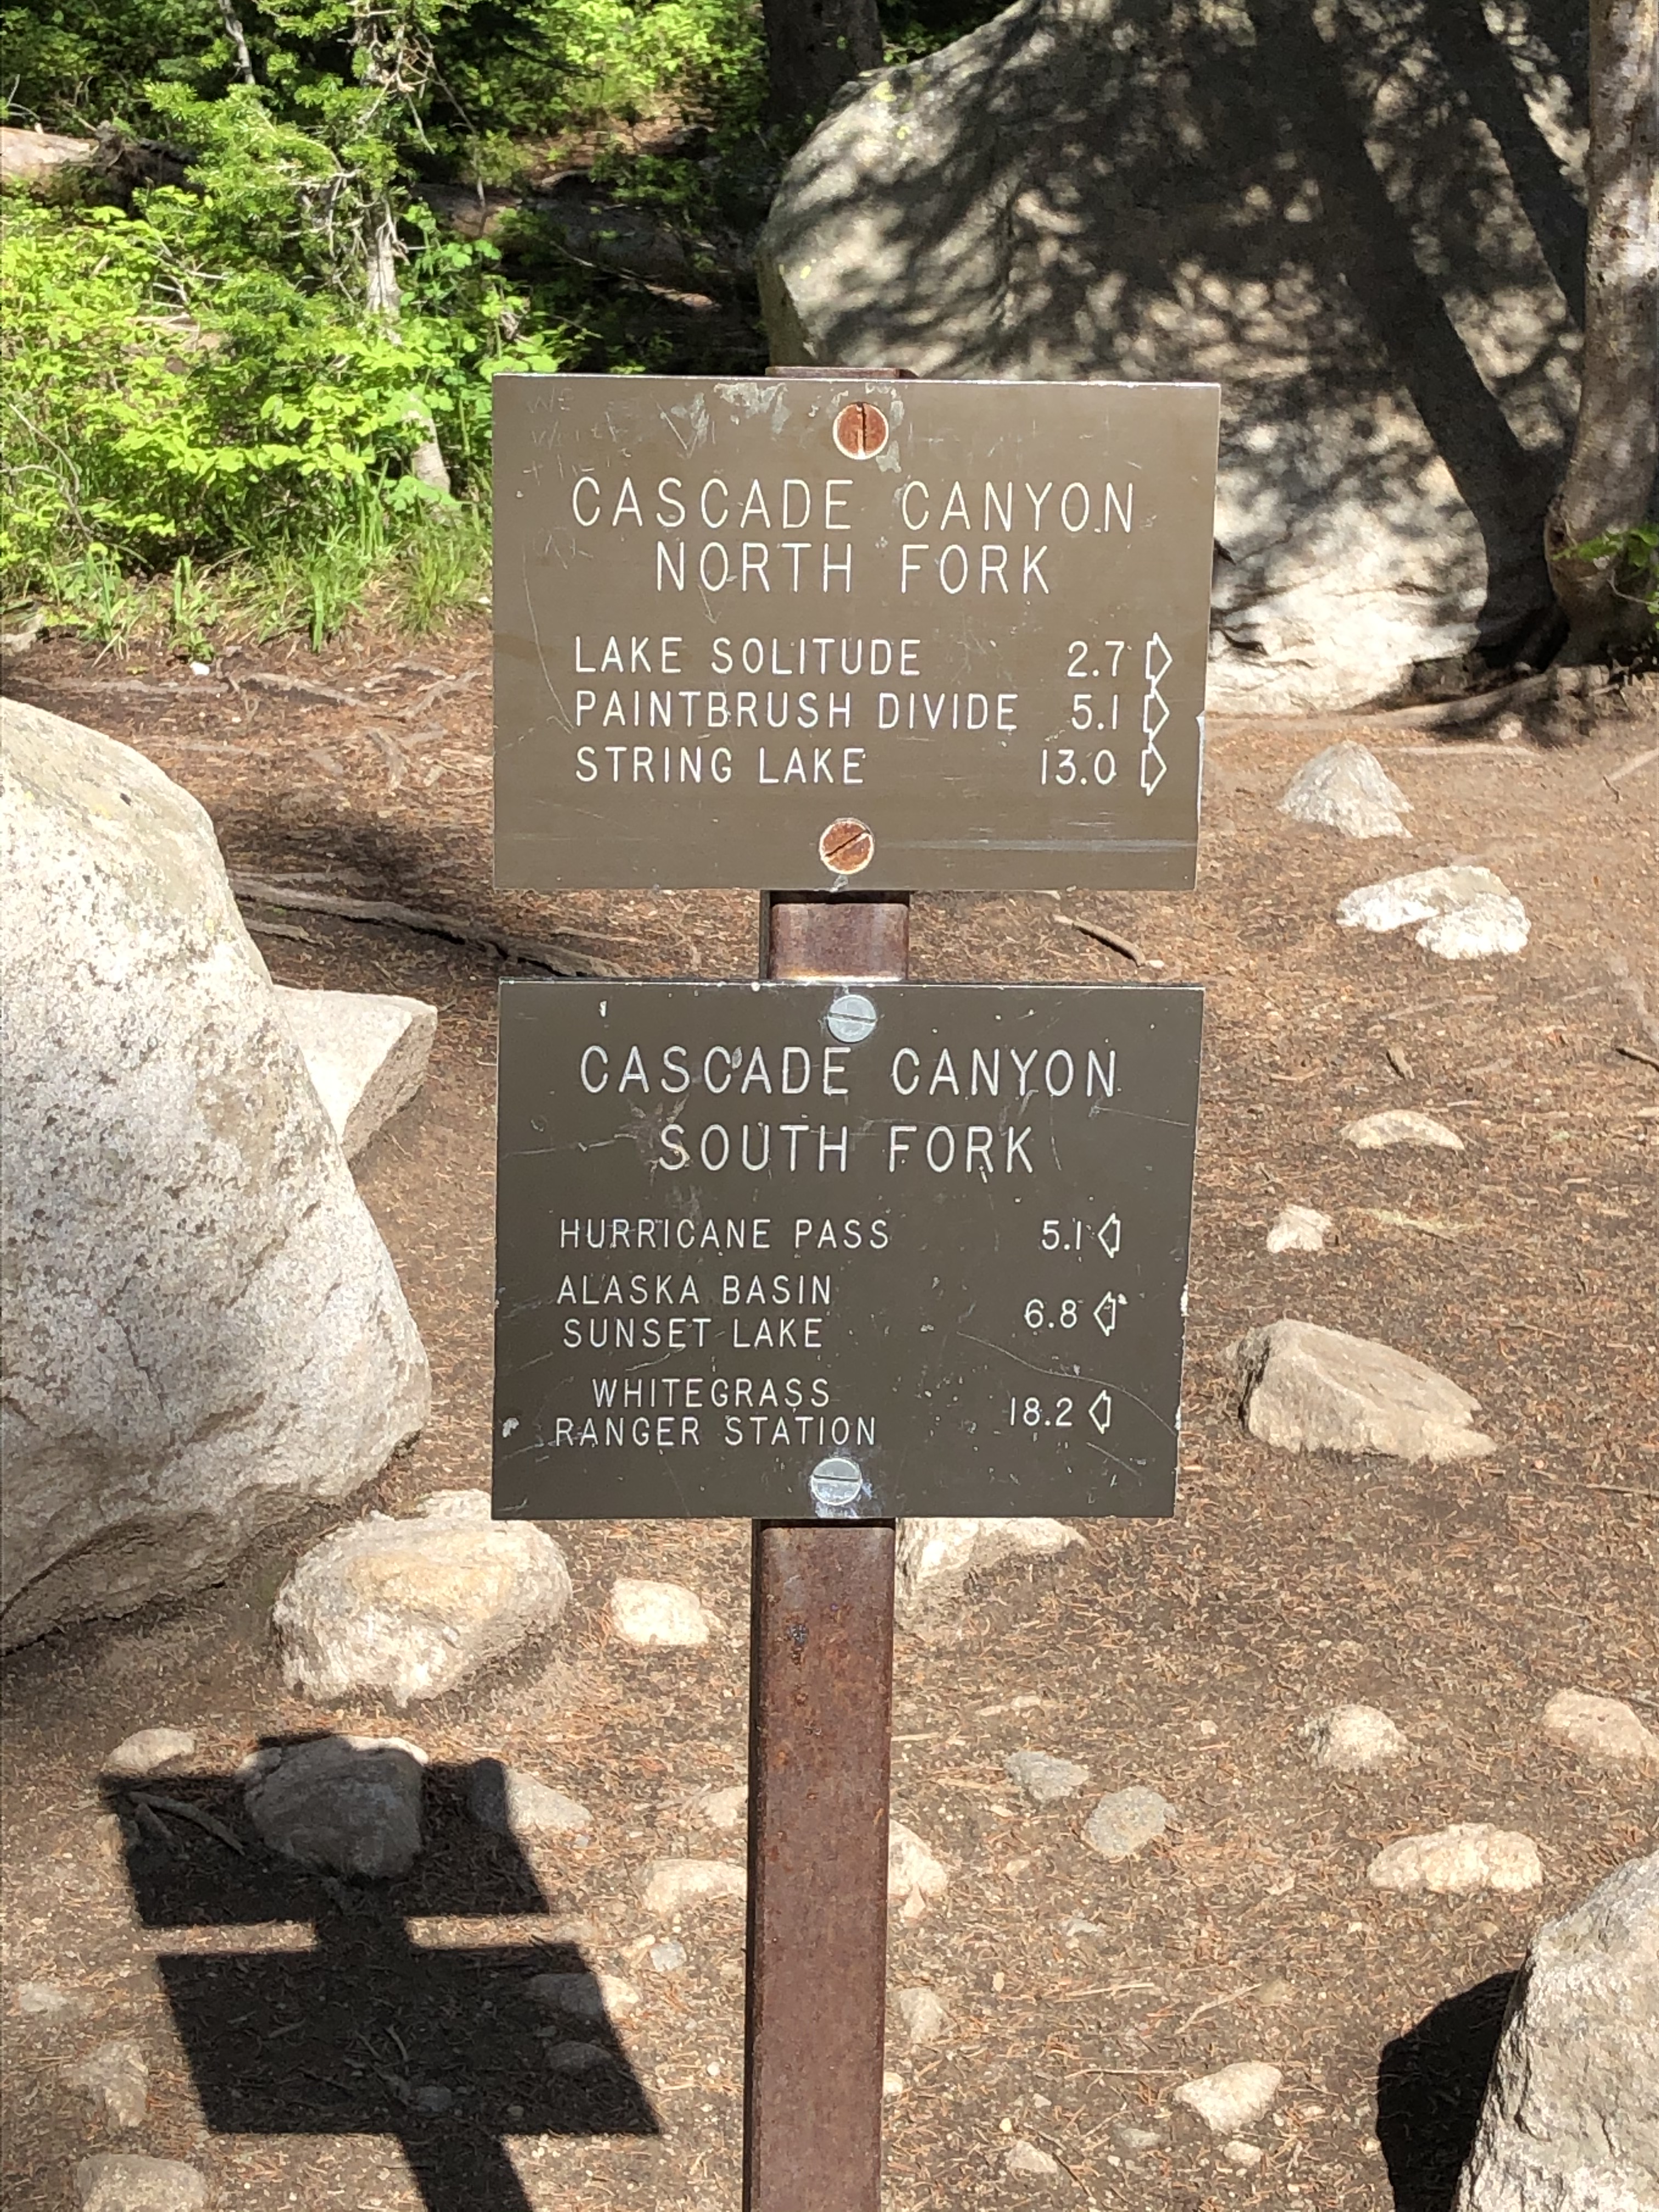 CASCADE CANYON
NORTH FORK
LAKE SOLITUDE 2.7
PAINTBRUSH DIVIDE 5.1
STRING LAKE 13.0
CASCADE CANYON
SOUTH FORK
HURRICANE PASS 5.1
ALASKA BASIN
SUNSET LAKE 6.8
WHITEGRASS
RANGER STATION 18.2